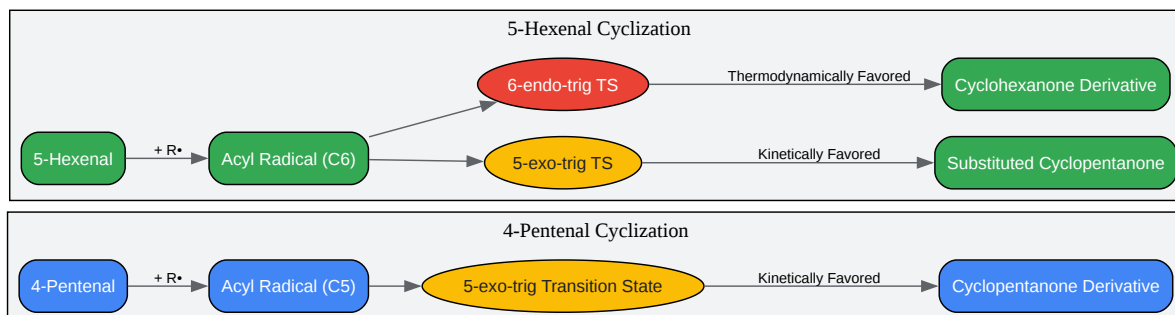 5-Hexenal Cyclization
6-endo-trig TS
Thermodynamically Favored
Cyclohexanone Derivative
5-Hexenal
+ R•
Acyl Radical (C6)
5-exo-trig TS
Kinetically Favored
Substituted Cyclopentanone
4-Pentenal Cyclization
4-Pentenal
+ R•
Acyl Radical (C5)
5-exo-trig Transition State
Kinetically Favored
Cyclopentanone Derivative